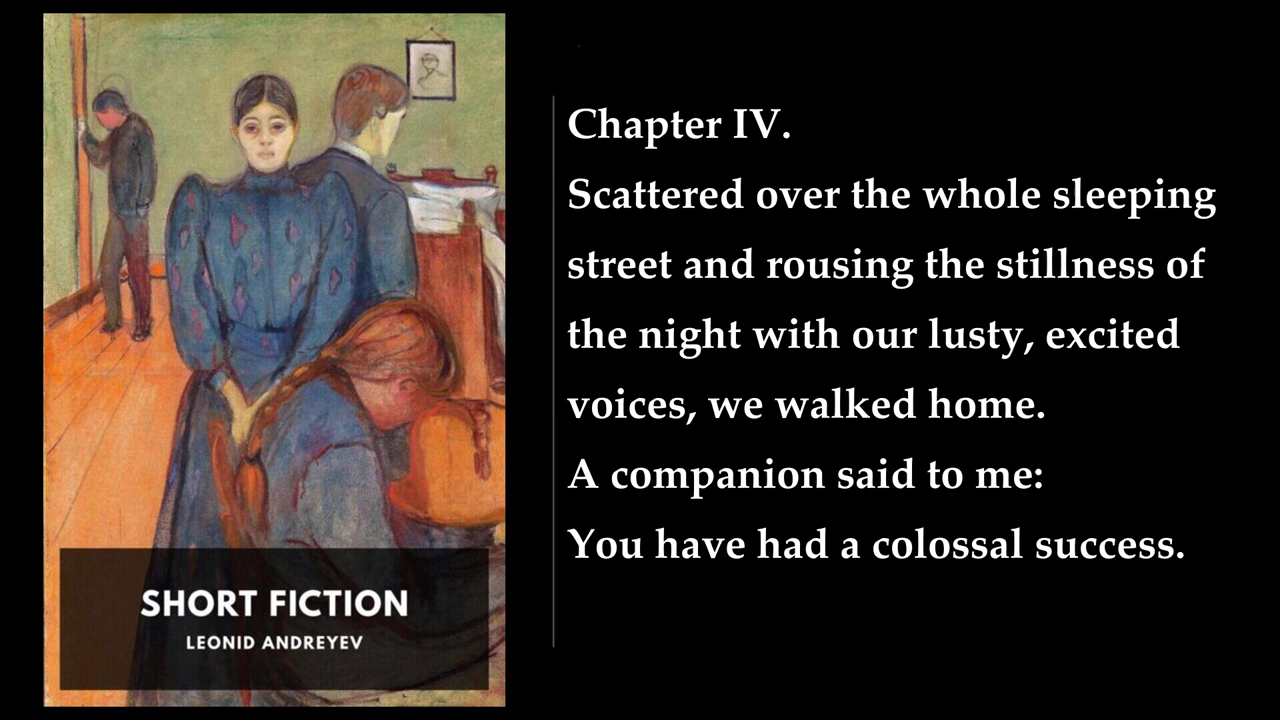 SHORT FICTION
LEONID ANDREYEV
Chapter IV.
Scattered over the whole sleeping
street and rousing the stillness of
the night with our lusty, excited
voices, we walked home.
A companion said to me:
You have had a colossal success.